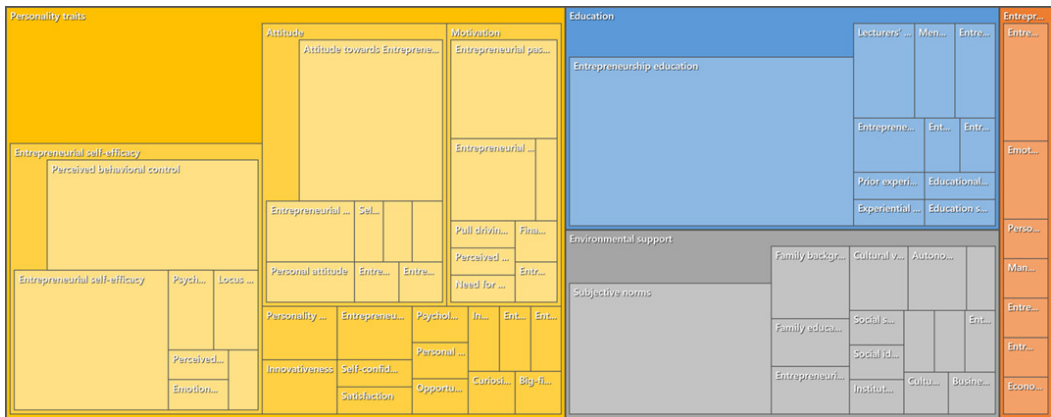 Personality traits
Entrepreneurial self-efficacy
Perceived behavioral control
Entrepreneurial self-efficacy
Psych...
Locus ...
Perceived...
Emotion...
Attitude
Attitude towards Entreprene...
Entrepreneurial ...
Sel...
Personal attitude
Entre...
Entre...
Motivation
Entrepreneurial pas...
Entrepreneurial ...
Pull drivin...
Fina...
Perceived ...
Entr...
Need for ...
Personality ...
Entrepreneu...
Psychol...
In...
Ent...
Ent...
Personal ...
Innovativeness
Self-confid...
Opportu...
Curiosi...
Big-fi...
Satisfaction
Education
Entrepreneurship education
Lecturers' ...
Men...
Entre...
Entreprene...
Ent...
Entr...
Prior experi...
Educational...
Experiential ...
Education s...
Environmental support
Subjective norms
Family backgr...
Family educa...
Entrepreneuri...
Cultural v...
Autono...
Social s...
Social id...
Institut...
Ent...
Cultu...
Busine...
Entrepr...
Entre...
Emot...
Perso...
Man...
Entre...
Entr...
Econo...